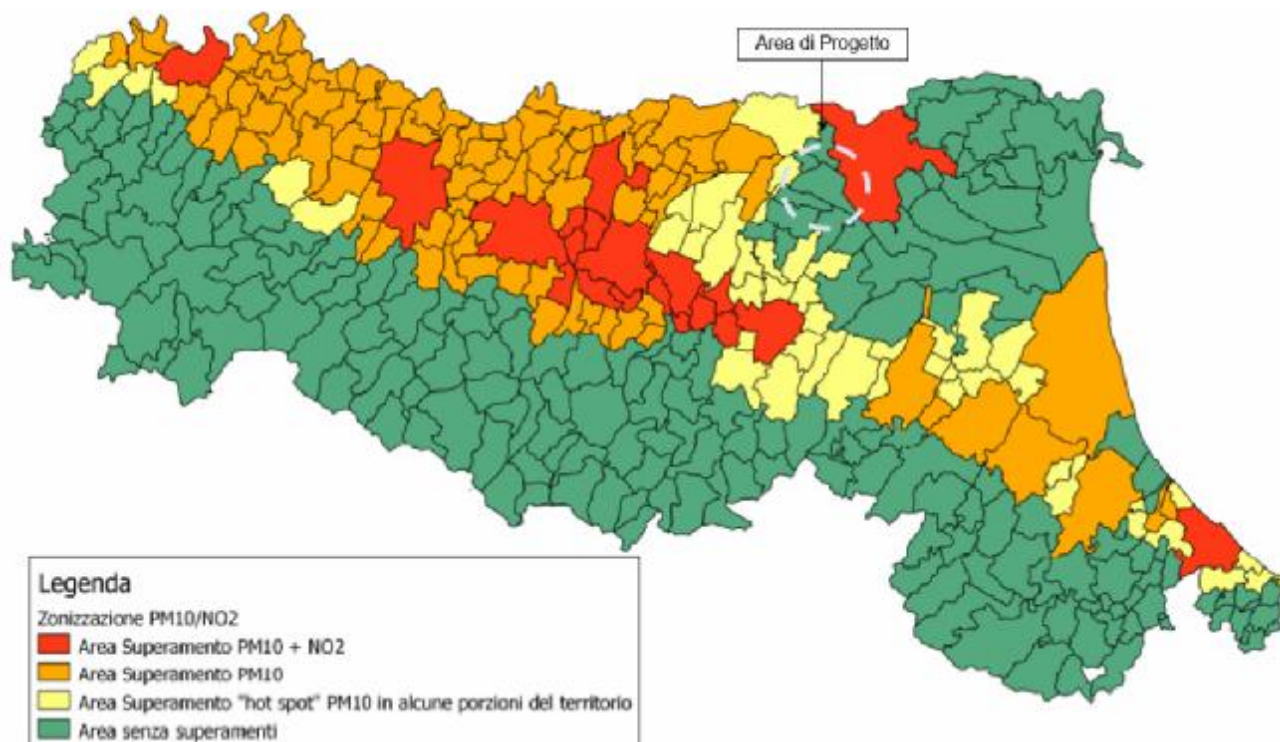 Area di Progetto
Legenda
Zonizzazione PM10/NO2
Area Superamento PM10 + NO2
Area Superamento PM10
Area Superamento "hot spot" PM10 in alcune porzioni del territorio
Area senza superamenti